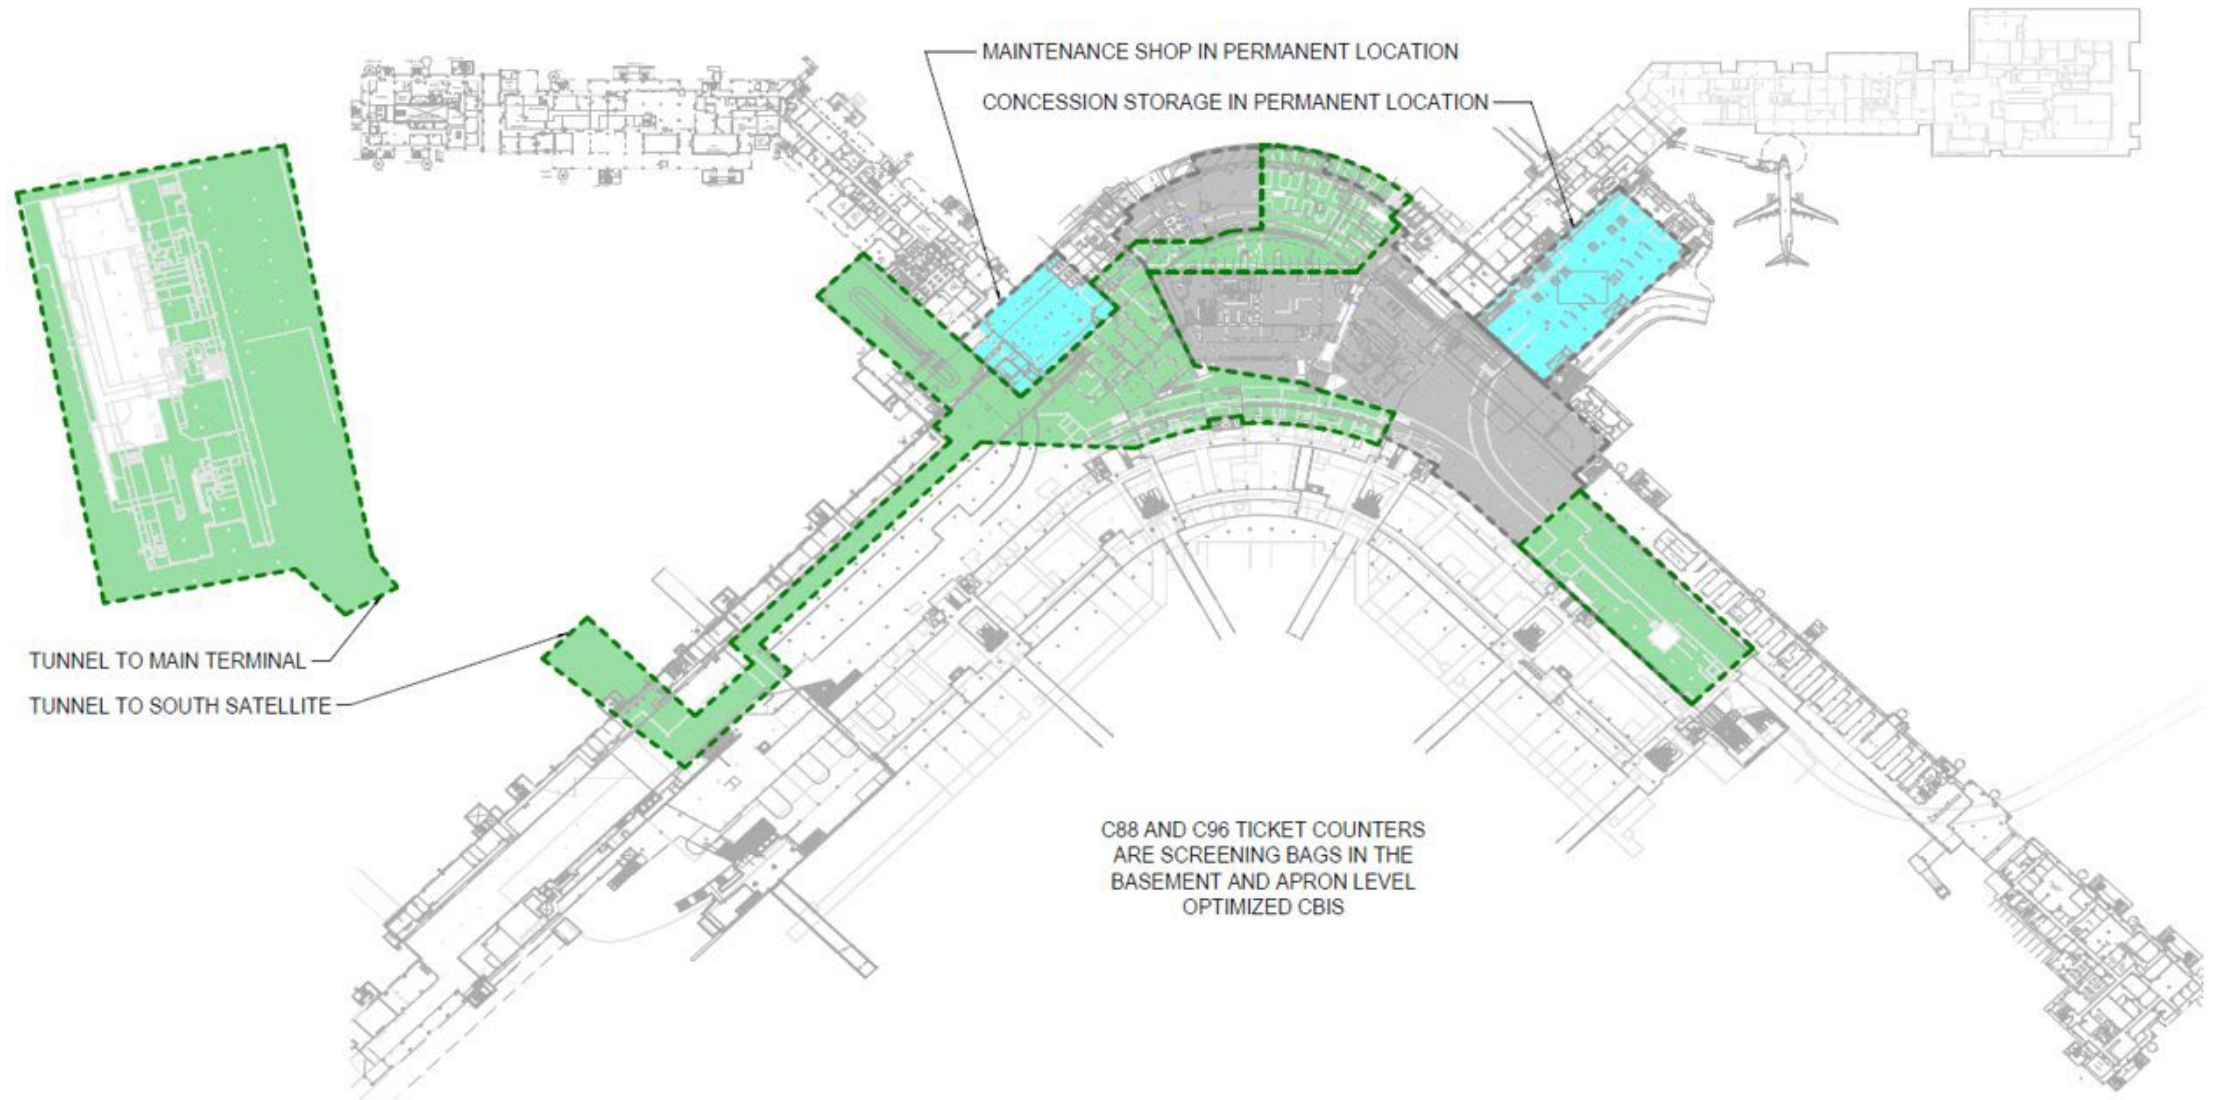 MAINTENANCE SHOP IN PERMANENT LOCATION
CONCESSION STORAGE IN PERMANENT LOCATION
TUNNEL TO MAIN TERMINAL
TUNNEL TO SOUTH SATELLITE
C88 AND C96 TICKET COUNTERS
ARE SCREENING BAGS IN THE
BASEMENT AND APRON LEVEL
OPTIMIZED CBIS